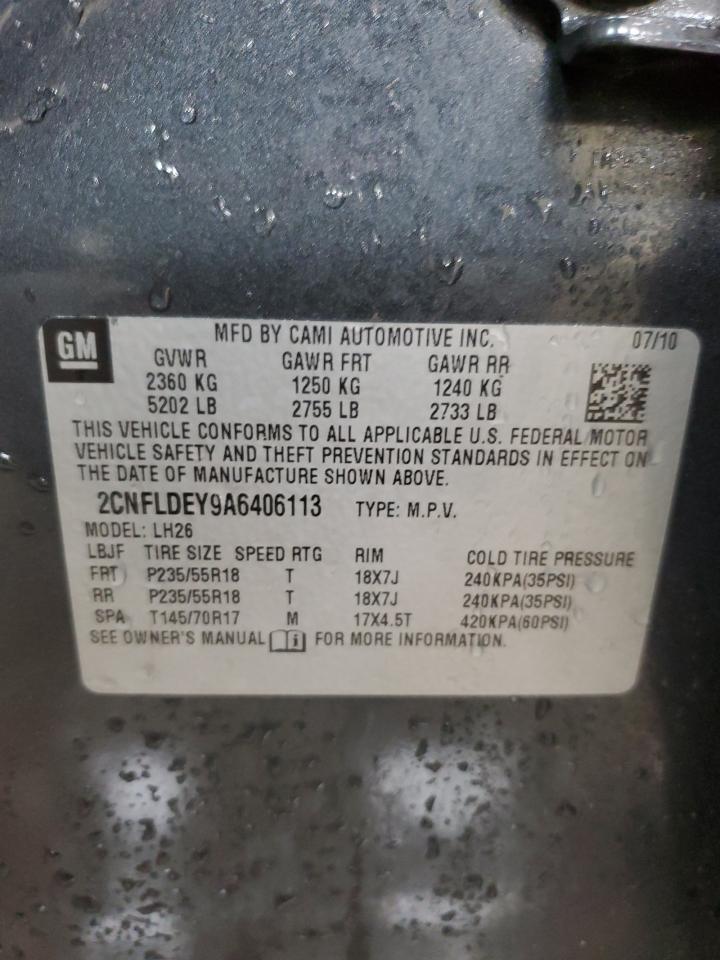 GM MFD BY CAMI AUTOMOTIVE INC. 07/10
GVWR GAWR FRT GAWR RR
2360 KG 1250 KG 1240 KG
5202 LB 2755 LB 2733 LB
THIS VEHICLE CONFORMS TO ALL APPLICABLE U.S. FEDERAL MOTOR
VEHICLE SAFETY AND THEFT PREVENTION STANDARDS IN EFFECT ON
THE DATE OF MANUFACTURE SHOWN ABOVE.
2CNFLDEY9A6406113 TYPE: M.P.V.
MODEL: LH26
LBJF TIRE SIZE SPEED RTG RIM COLD TIRE PRESSURE
FRT P235/55R18 T 18X7J 240KPA(35PSI)
RR P235/55R18 T 18X7J 240KPA(35PSI)
SPA T145/70R17 M 17X4.5T 420KPA(60PSI)
SEE OWNER'S MANUAL i FOR MORE INFORMATION.